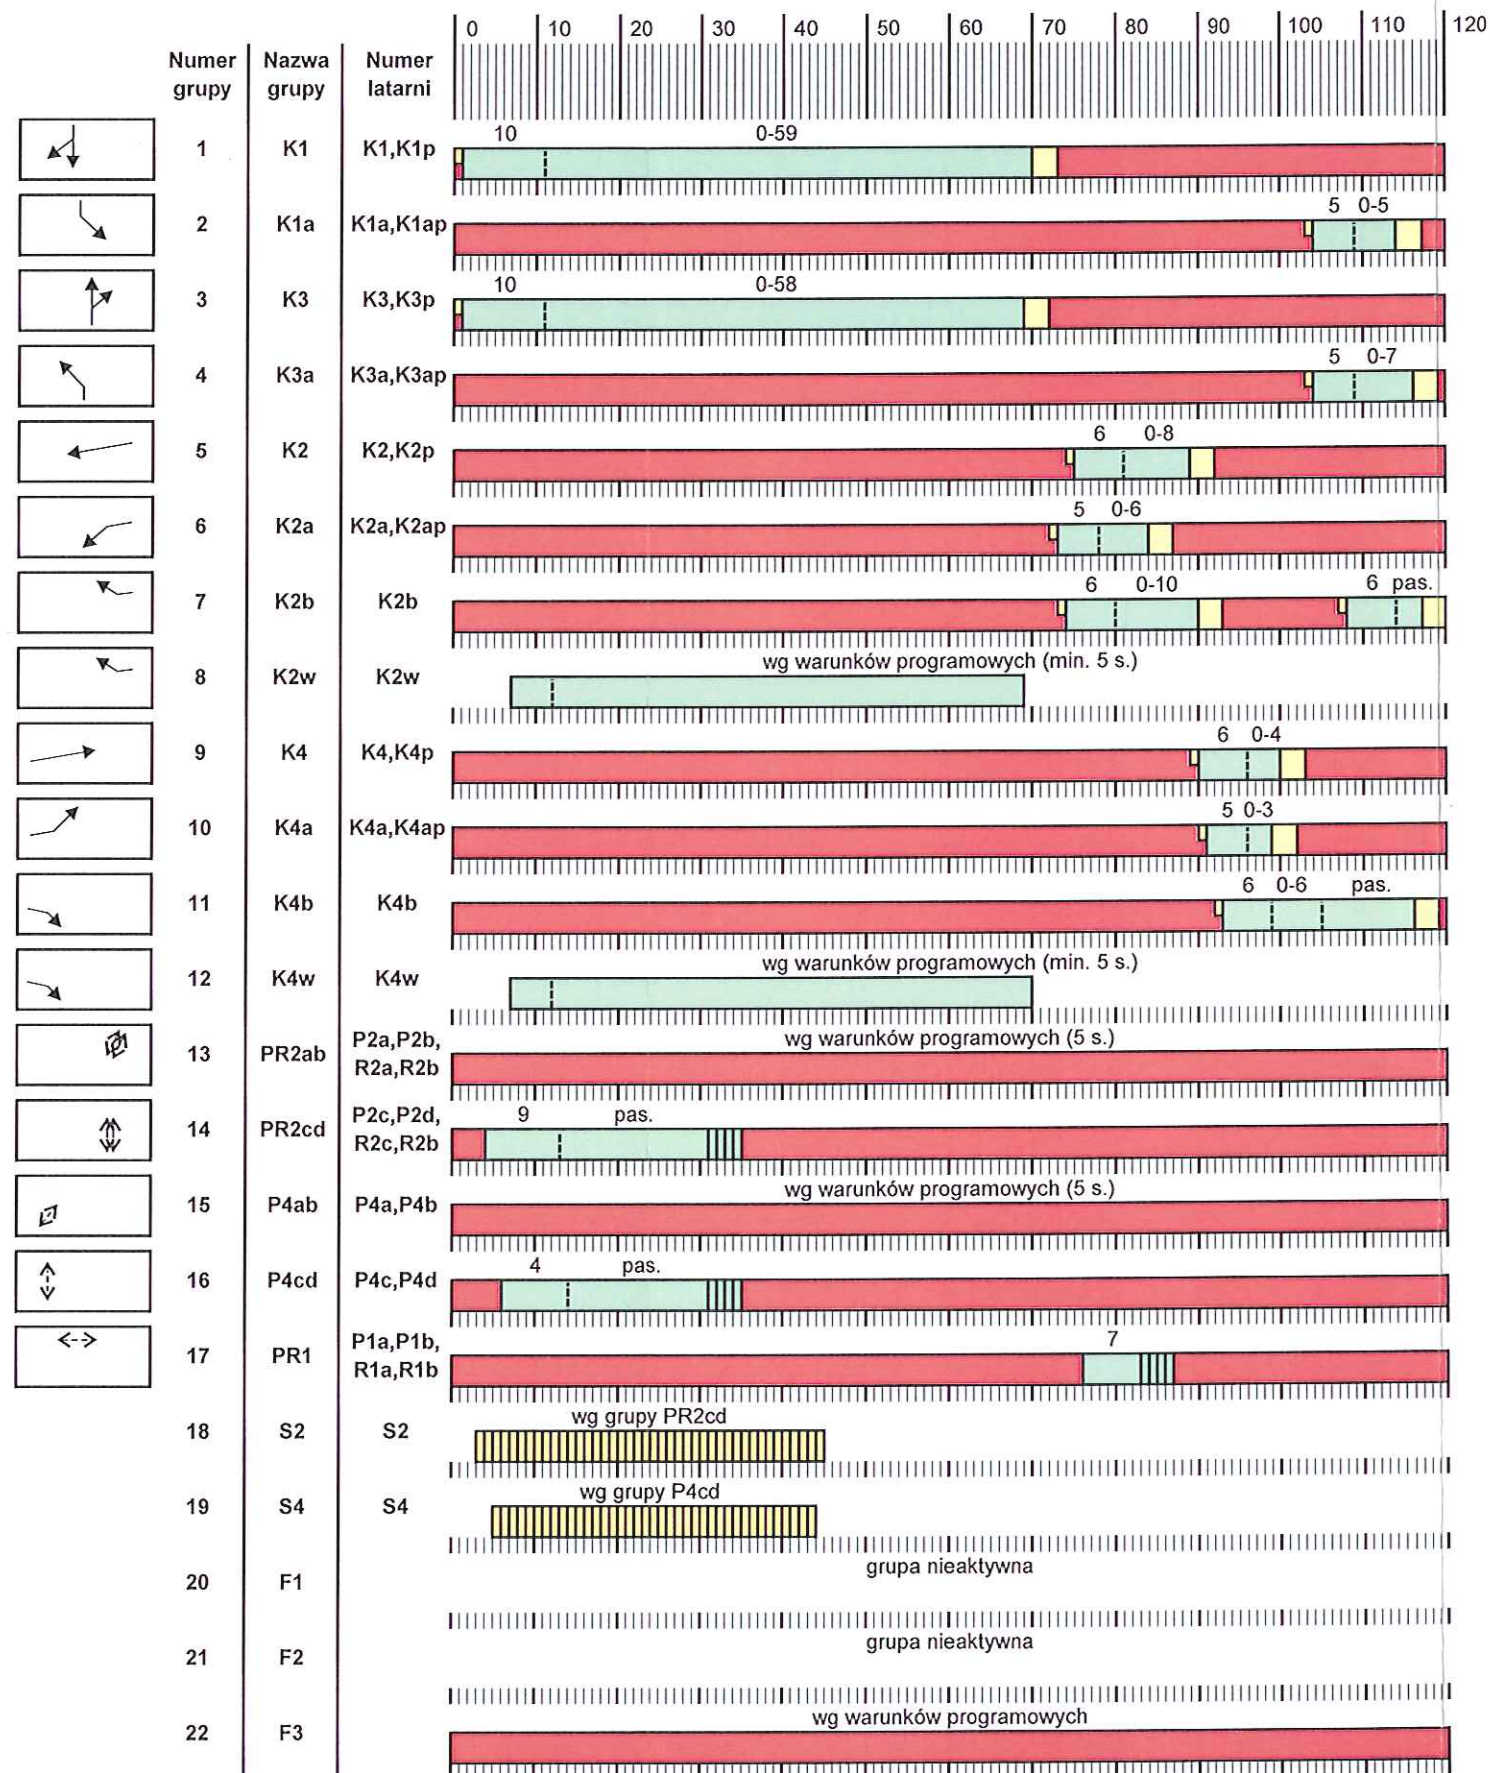 0 10 20 30 40 50 60 70 80 90 100 110 120
Numer grupy Nazwa grupy Numer latarni
10 0-59
1 K1 K1,K1p
5 0-5
2 K1a K1a,K1ap
10 0-58
3 K3 K3,K3p
5 0-7
4 K3a K3a,K3ap
6 0-8
5 K2 K2,K2p
5 0-6
6 K2a K2a,K2ap
6 0-10 6 pas.
7 K2b K2b
wg warunków programowych (min. 5 s.)
8 K2w K2w
6 0-4
9 K4 K4,K4p
5 0-3
10 K4a K4a,K4ap
6 0-6 pas.
11 K4b K4b
wg warunków programowych (min. 5 s.)
12 K4w K4w
wg warunków programowych (5 s.)
13 PR2ab P2a,P2b,
R2a,R2b
9 pas.
14 PR2cd P2c,P2d,
R2c,R2b
wg warunków programowych (5 s.)
15 P4ab P4a,P4b
4 pas.
16 P4cd P4c,P4d
7
17 PR1 P1a,P1b,
R1a,R1b
wg grupy PR2cd
18 S2 S2
wg grupy P4cd
19 S4 S4
grupa nieaktywna
20 F1
grupa nieaktywna
21 F2
wg warunków programowych
22 F3